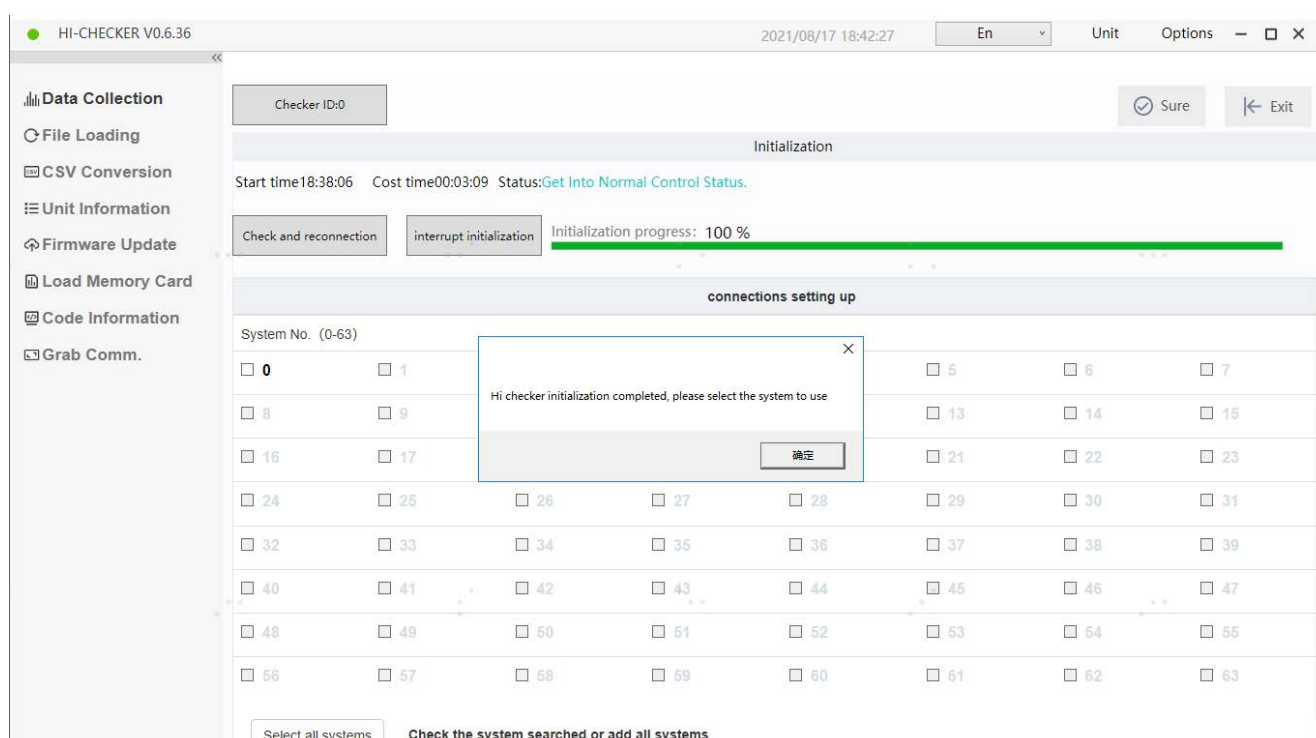 HI-CHECKER V0.6.36 2021/08/17 18:42:27 En Unit Options
Data Collection
File Loading
CSV Conversion
Unit Information
Firmware Update
Load Memory Card
Code Information
Grab Comm.
Checker ID:0 Sure Exit
Initialization
Start time18:38:06 Cost time00:03:09 Status:Get Into Normal Control Status.
Check and reconnection interrupt initialization Initialization progress: 100 %
connections setting up
System No. (0-63)
Hi checker initialization completed, please select the system to use
确定
0 1 5 6 7
8 9 13 14 15
16 17 21 22 23
24 25 26 27 28 29 30 31
32 33 34 35 36 37 38 39
40 41 42 43 44 45 46 47
48 49 50 51 52 53 54 55
56 57 58 59 60 61 62 63
Select all systems Check the system searched or add all systems